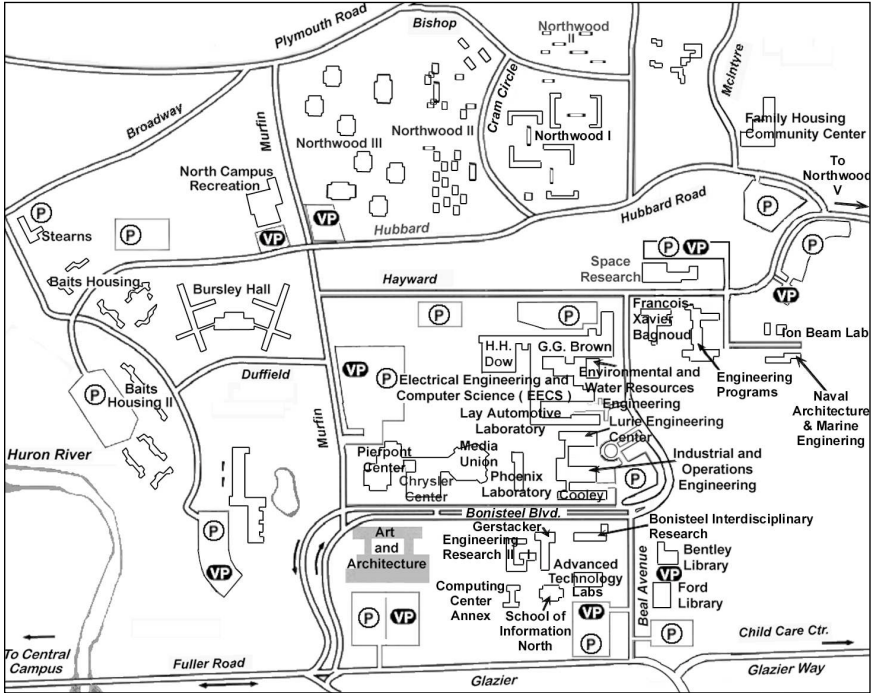 Plymouth Road
Bishop
Northwood
II
McIntyre
Broadway
Murfin
Cram Circle
Northwood III
Northwood II
Northwood I
Family Housing
Community Center
To
Northwood
V
North Campus
Recreation
P
Stearns
P
VP
VP
Hubbard
Hubbard Road
P
P
VP
P
Space
Research
VP
Baits Housing
Bursley Hall
Hayward
P
P
Francois-
Xavier
Bagnoud
Ion Beam Lab
H.H.
Dow
G.G. Brown
VP
P
Environmental and
Water Resources
Engineering
Engineering
Programs
Naval
Architecture
& Marine
Enginering
Duffield
P
Baits
Housing II
Electrical Engineering and
Computer Science ( EECS )
Lay Automotive
Laboratory
Lurie Engineering
Center
Murfin
Huron River
Pierpont
Center
Media
Union
Chrysler
Center
Phoenix
Laboratory
Cooley
Industrial and
Operations
Engineering
P
Bonisteel Blvd.
P
VP
Art
and
Architecture
Gerstacker
Engineering
Research II
Bonisteel Interdisciplinary
Research
Advanced
Technology
Labs
Beal Avenue
Bentley
Library
VP
Ford
Library
Computing
Center
Annex
School of
Information
North
P
VP
VP
P
P
To Central
Campus
Fuller Road
Glazier
Child Care Ctr.
Glazier Way